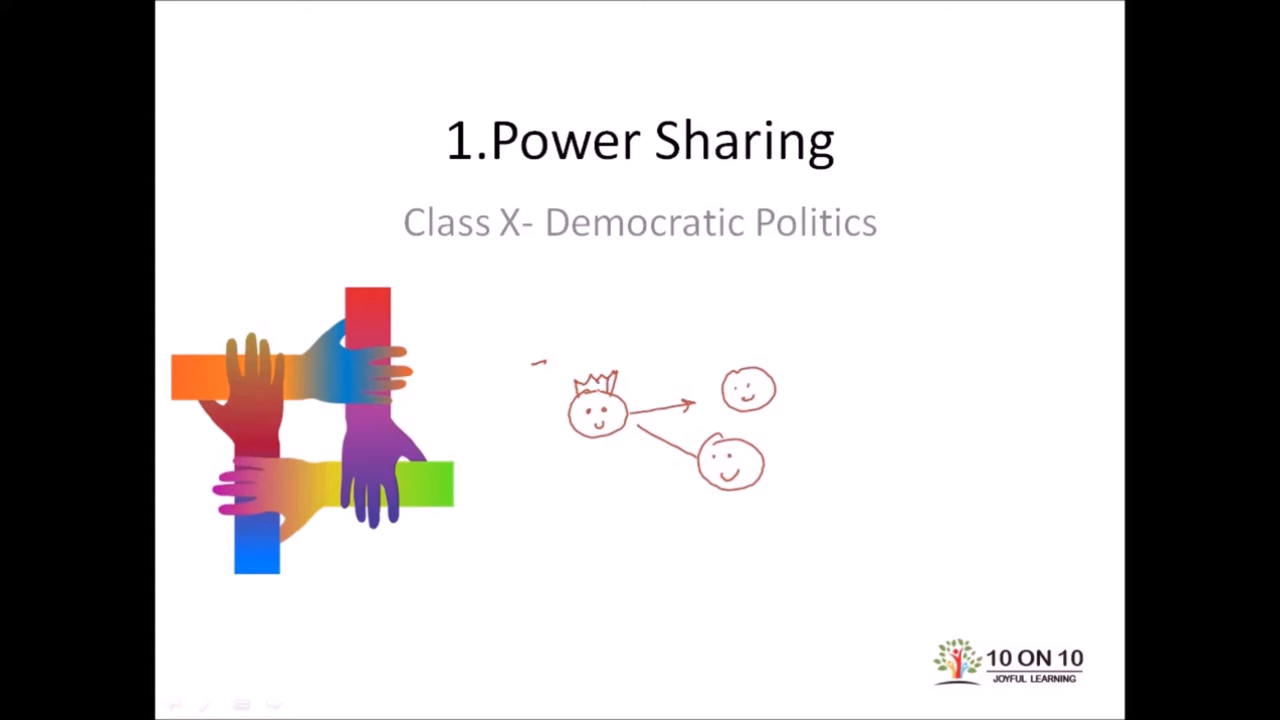 1.Power Sharing
Class X- Democratic Politics
10 ON 10
JOYFUL LEARNING